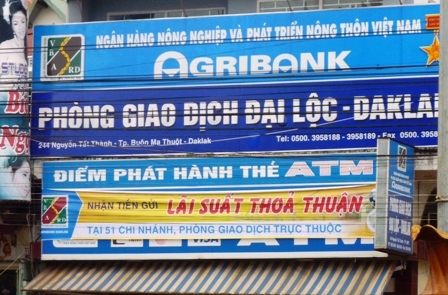 NGÂN HÀNG NÔNG NGHIỆP VÀ PHÁT TRIỂN NÔNG THÔN VIỆT NAM
VBARD
AGRIBANK
PHÒNG GIAO DỊCH ĐẠI LỘC - DAKLAK
244 Nguyễn Tất Thành - Tp. Buôn Ma Thuột - Daklak
Tel: 0500. 3958188 - 3958189 - Fax: 0500. 3958
ĐIỂM PHÁT HÀNH THẺ ATM
NHẬN TIỀN GỬI LÃI SUẤT THOẢ THUẬN
TẠI 51 CHI NHÁNH, PHÒNG GIAO DỊCH TRỰC THUỘC
VISA